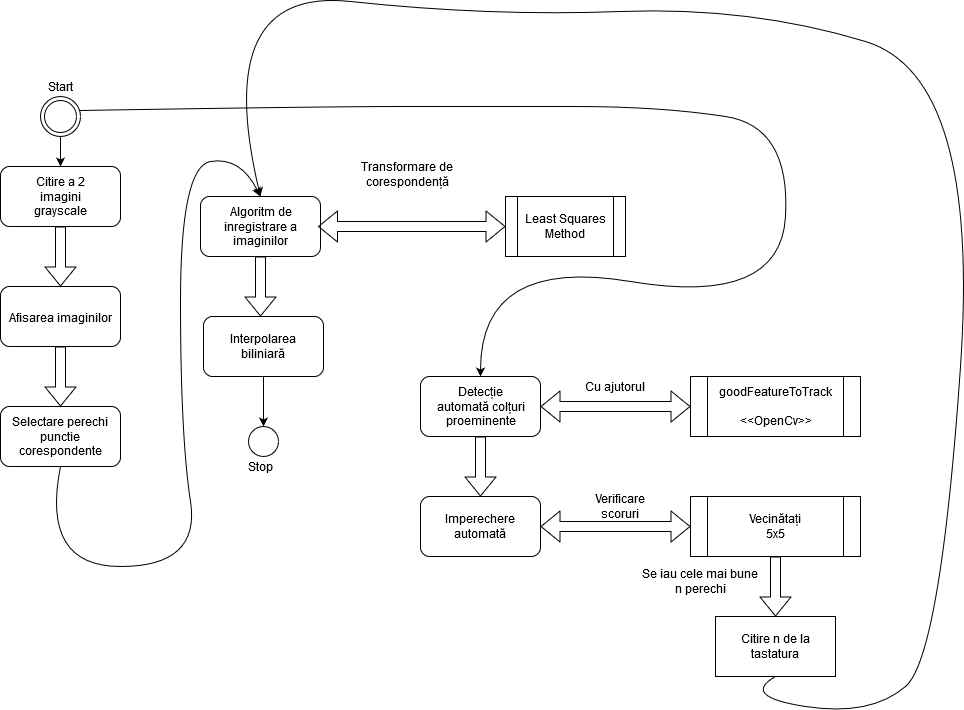 Start
Citire a 2
imagini
grayscale
Afisarea imaginilor
Selectare perechi
punctie
corespondente
Algoritm de
inregistrare a
imaginilor
Transformare de
corespondență
Least Squares
Method
Interpolarea
biliniară
Stop
Detecție
automată colțuri
proeminente
Cu ajutorul
goodFeatureToTrack
<<OpenCv>>
Imperechere
automată
Verificare
scoruri
Vecinătați
5x5
Se iau cele mai bune
n perechi
Citire n de la
tastatura